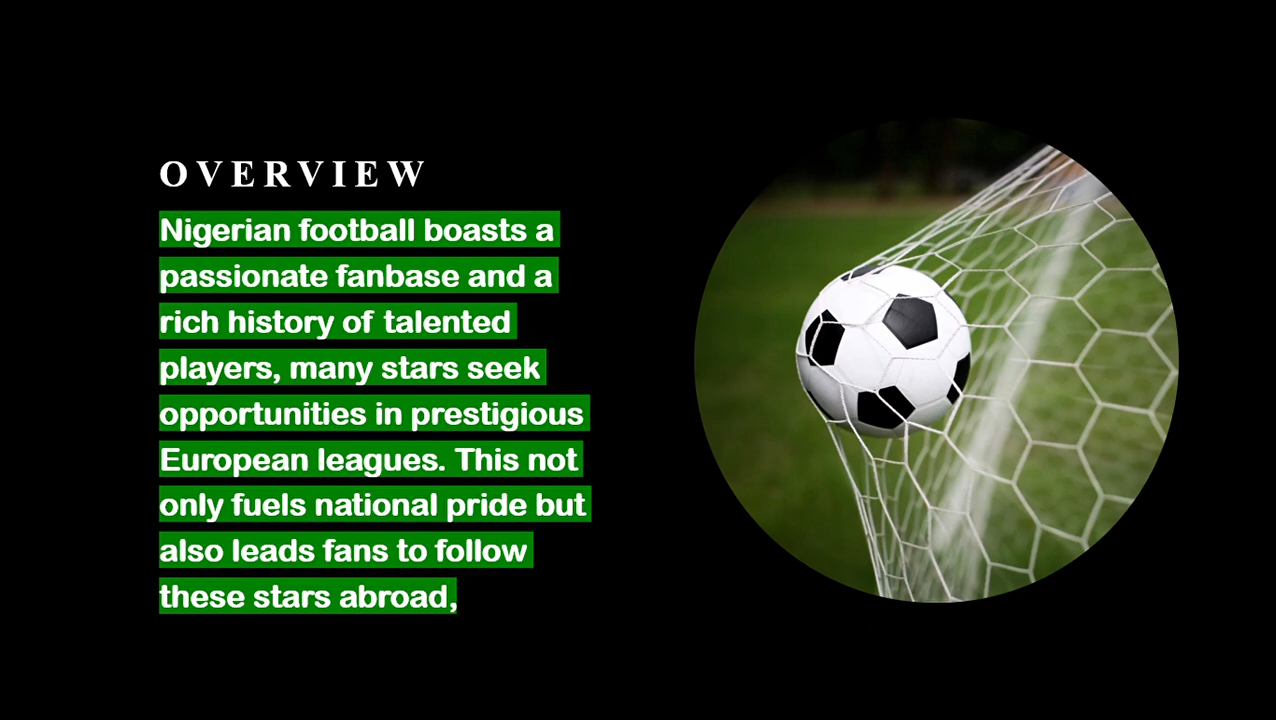 OVERVIEW
Nigerian football boasts a
passionate fanbase and a
rich history of talented
players, many stars seek
opportunities in prestigious
European leagues. This not
only fuels national pride but
also leads fans to follow
these stars abroad,